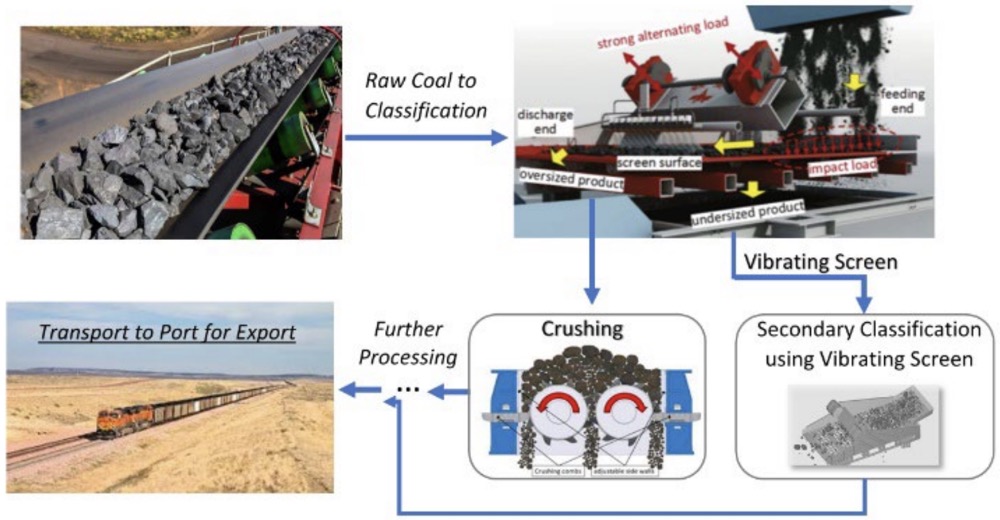 Raw Coal to
Classification
strong alternating load
feeding
end
discharge
end
screen surface
impact load
oversized product
undersized product
Vibrating Screen
Transport to Port for Export
Further
Processing
...
Crushing
Crushing combs
adjustable side walls
Secondary Classification
using Vibrating Screen